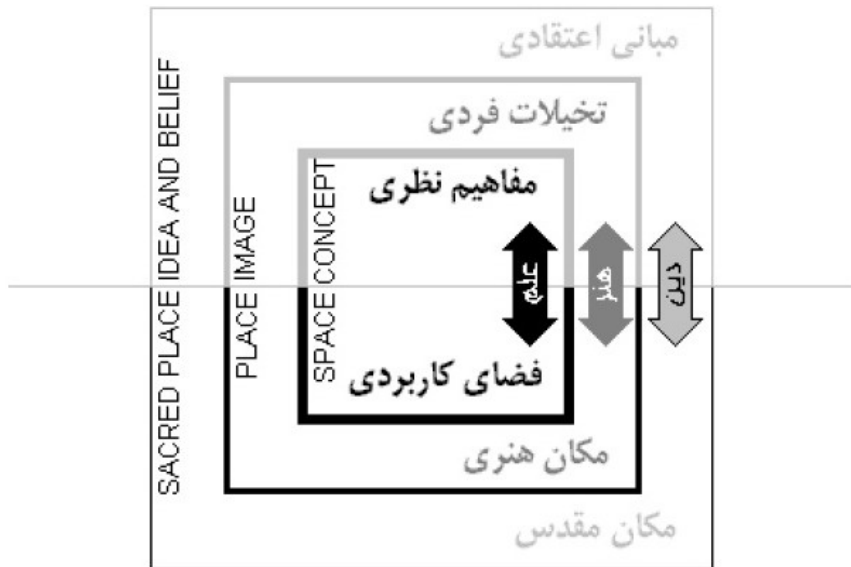 مبانی اعتقادی
تخیلات فردی
مفاهیم نظری
علم
هنر
دین
فضای کاربردی
مکان هنری
مکان مقدس
SACRED PLACE IDEA AND BELIEF
PLACE IMAGE
SPACE CONCEPT